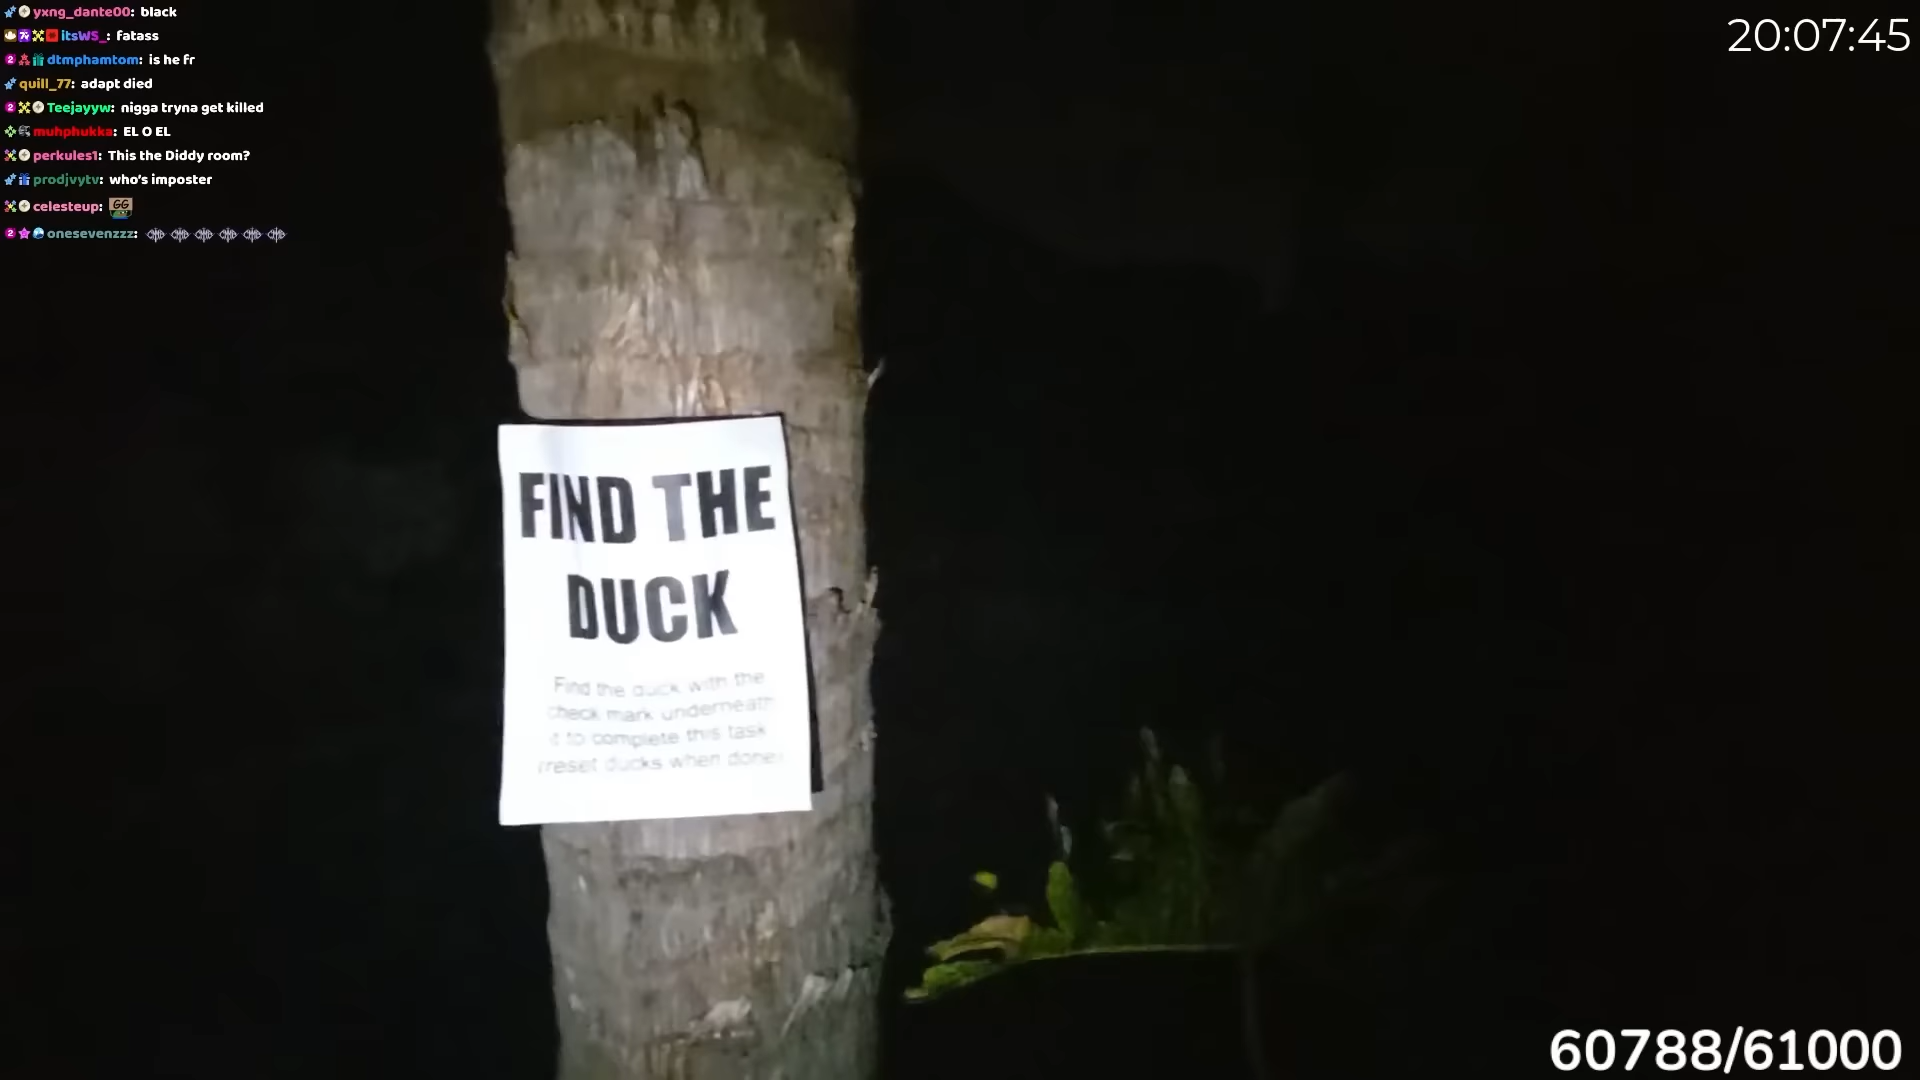 yxng_dante00: black
itsWS_: fatass
dtmphamtom: is he fr
quill_77: adapt died
Teejayyw: nigga tryna get killed
muhphukka: EL O EL
perkules1: This the Diddy room?
prodjvytv: who's imposter
celesteup: GG
onesevenzzz:
20:07:45
FIND THE
DUCK
Find the duck with the
check mark underneath
it to complete this task
(reset ducks when done)
60788/61000